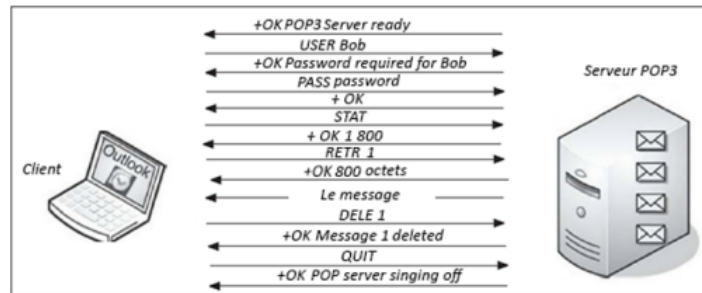 +OK POP3 Server ready
USER Bob
+OK Password required for Bob
Serveur POP3
PASS password
+ OK
STAT
+ OK 1 800
Outlook
RETR 1
Client
+OK 800 octets
Le message
DELE 1
+OK Message 1 deleted
QUIT
+OK POP server singing off